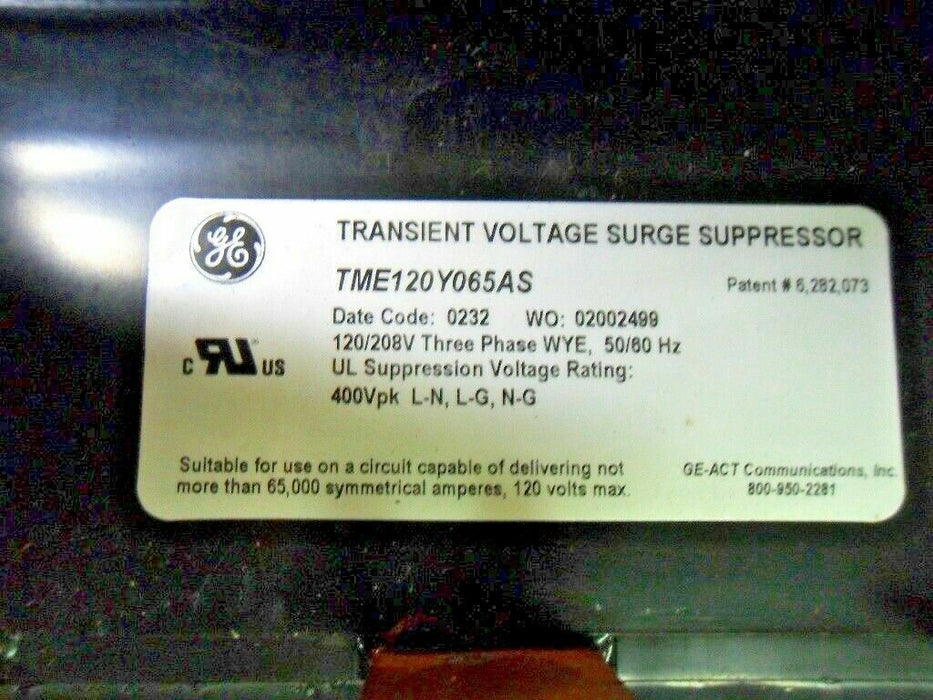 GE
TRANSIENT VOLTAGE SURGE SUPPRESSOR
TME120Y065AS
Patent # 6,282,073
Date Code: 0232 WO: 02002499
120/208V Three Phase WYE, 50/60 Hz
C RU US
UL Suppression Voltage Rating:
400Vpk L-N, L-G, N-G
Suitable for use on a circuit capable of delivering not
more than 65,000 symmetrical amperes, 120 volts max.
GE-ACT Communications, Inc.
800-950-2281